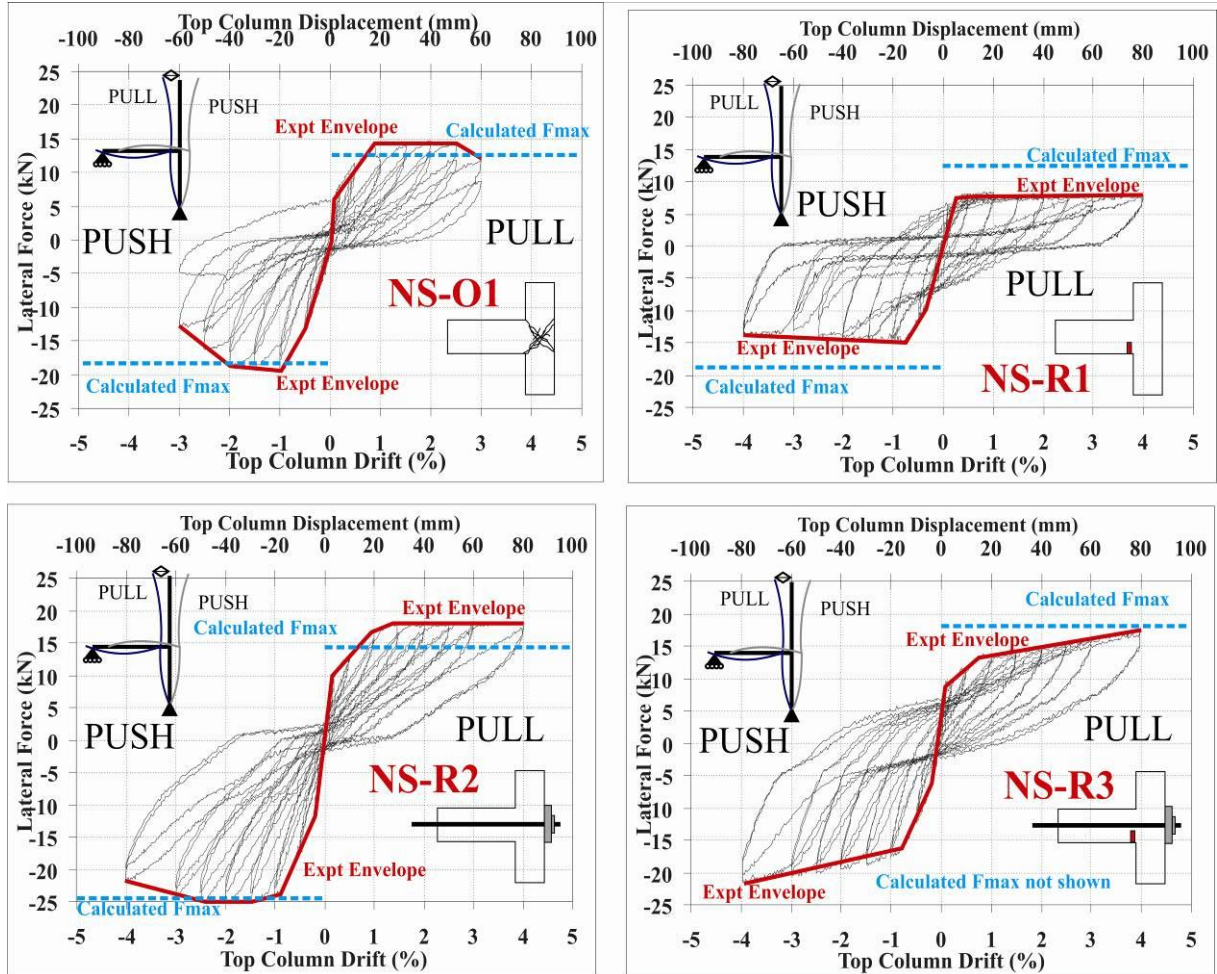 Top Column Displacement (mm)
-100 -80 -60 -40 -20 0 20 40 60 80 100
25
20
15
10
5
0
-5
-10
-15
-20
-25
Lateral Force (kN)
PULL
PUSH
Expt Envelope
Calculated Fmax
PUSH
PULL
NS-O1
Calculated Fmax
Expt Envelope
-5 -4 -3 -2 -1 0 1 2 3 4 5
Top Column Drift (%)
Top Column Displacement (mm)
-100 -80 -60 -40 -20 0 20 40 60 80 100
25
20
15
10
5
0
-5
-10
-15
-20
-25
Lateral Force (kN)
PULL
PUSH
Calculated Fmax
Expt Envelope
PUSH
PULL
Expt Envelope
NS-R1
Calculated Fmax
-5 -4 -3 -2 -1 0 1 2 3 4 5
Top Column Drift (%)
Top Column Displacement (mm)
-100 -80 -60 -40 -20 0 20 40 60 80 100
25
20
15
10
5
0
-5
-10
-15
-20
-25
Lateral Force (kN)
PULL
PUSH
Expt Envelope
Calculated Fmax
PUSH
PULL
NS-R2
Expt Envelope
Calculated Fmax
-5 -4 -3 -2 -1 0 1 2 3 4 5
Top Column Drift (%)
Top Column Displacement (mm)
-100 -80 -60 -40 -20 0 20 40 60 80 100
25
20
15
10
5
0
-5
-10
-15
-20
-25
Lateral Force (kN)
PULL
PUSH
Calculated Fmax
Expt Envelope
PUSH
PULL
NS-R3
Calculated Fmax not shown
Expt Envelope
-5 -4 -3 -2 -1 0 1 2 3 4 5
Top Column Drift (%)